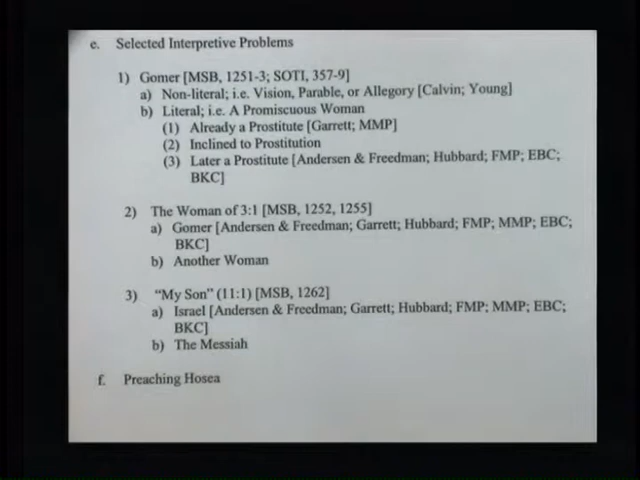 e. Selected Interpretive Problems
1) Gomer [MSB, 1251-3; SOTI, 357-9]
a) Non-literal; i.e. Vision, Parable, or Allegory [Calvin; Young]
b) Literal; i.e. A Promiscuous Woman
(1) Already a Prostitute [Garrett; MMP]
(2) Inclined to Prostitution
(3) Later a Prostitute [Andersen & Freedman; Hubbard; FMP; EBC;
BKC]
2) The Woman of 3:1 [MSB, 1252, 1255]
a) Gomer [Andersen & Freedman; Garrett; Hubbard; FMP; MMP; EBC;
BKC]
b) Another Woman
3) "My Son" (11:1) [MSB, 1262]
a) Israel [Andersen & Freedman; Garrett; Hubbard; FMP; MMP; EBC;
BKC]
b) The Messiah
f. Preaching Hosea